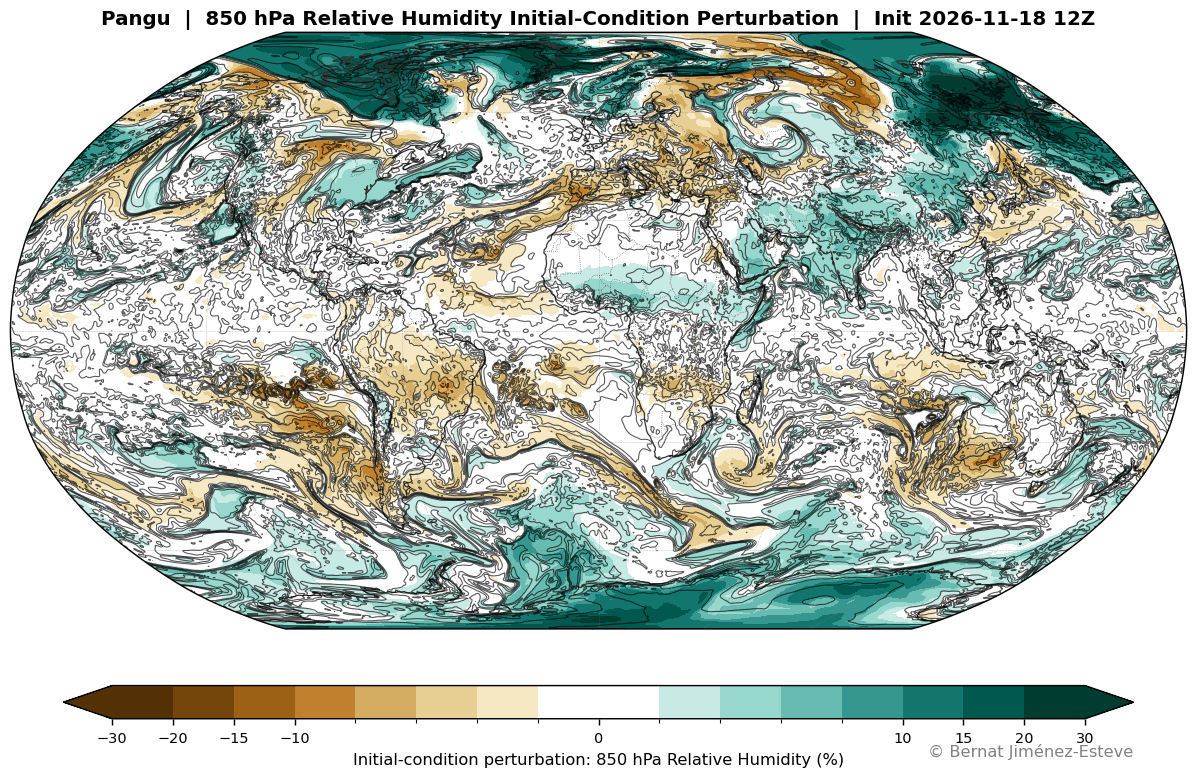 Pangu | 850 hPa Relative Humidity Initial-Condition Perturbation | Init 2026-11-18 12Z
−30 −20 −15 −10 0 10 15 20 30
Initial-condition perturbation: 850 hPa Relative Humidity (%)
© Bernat Jiménez-Esteve